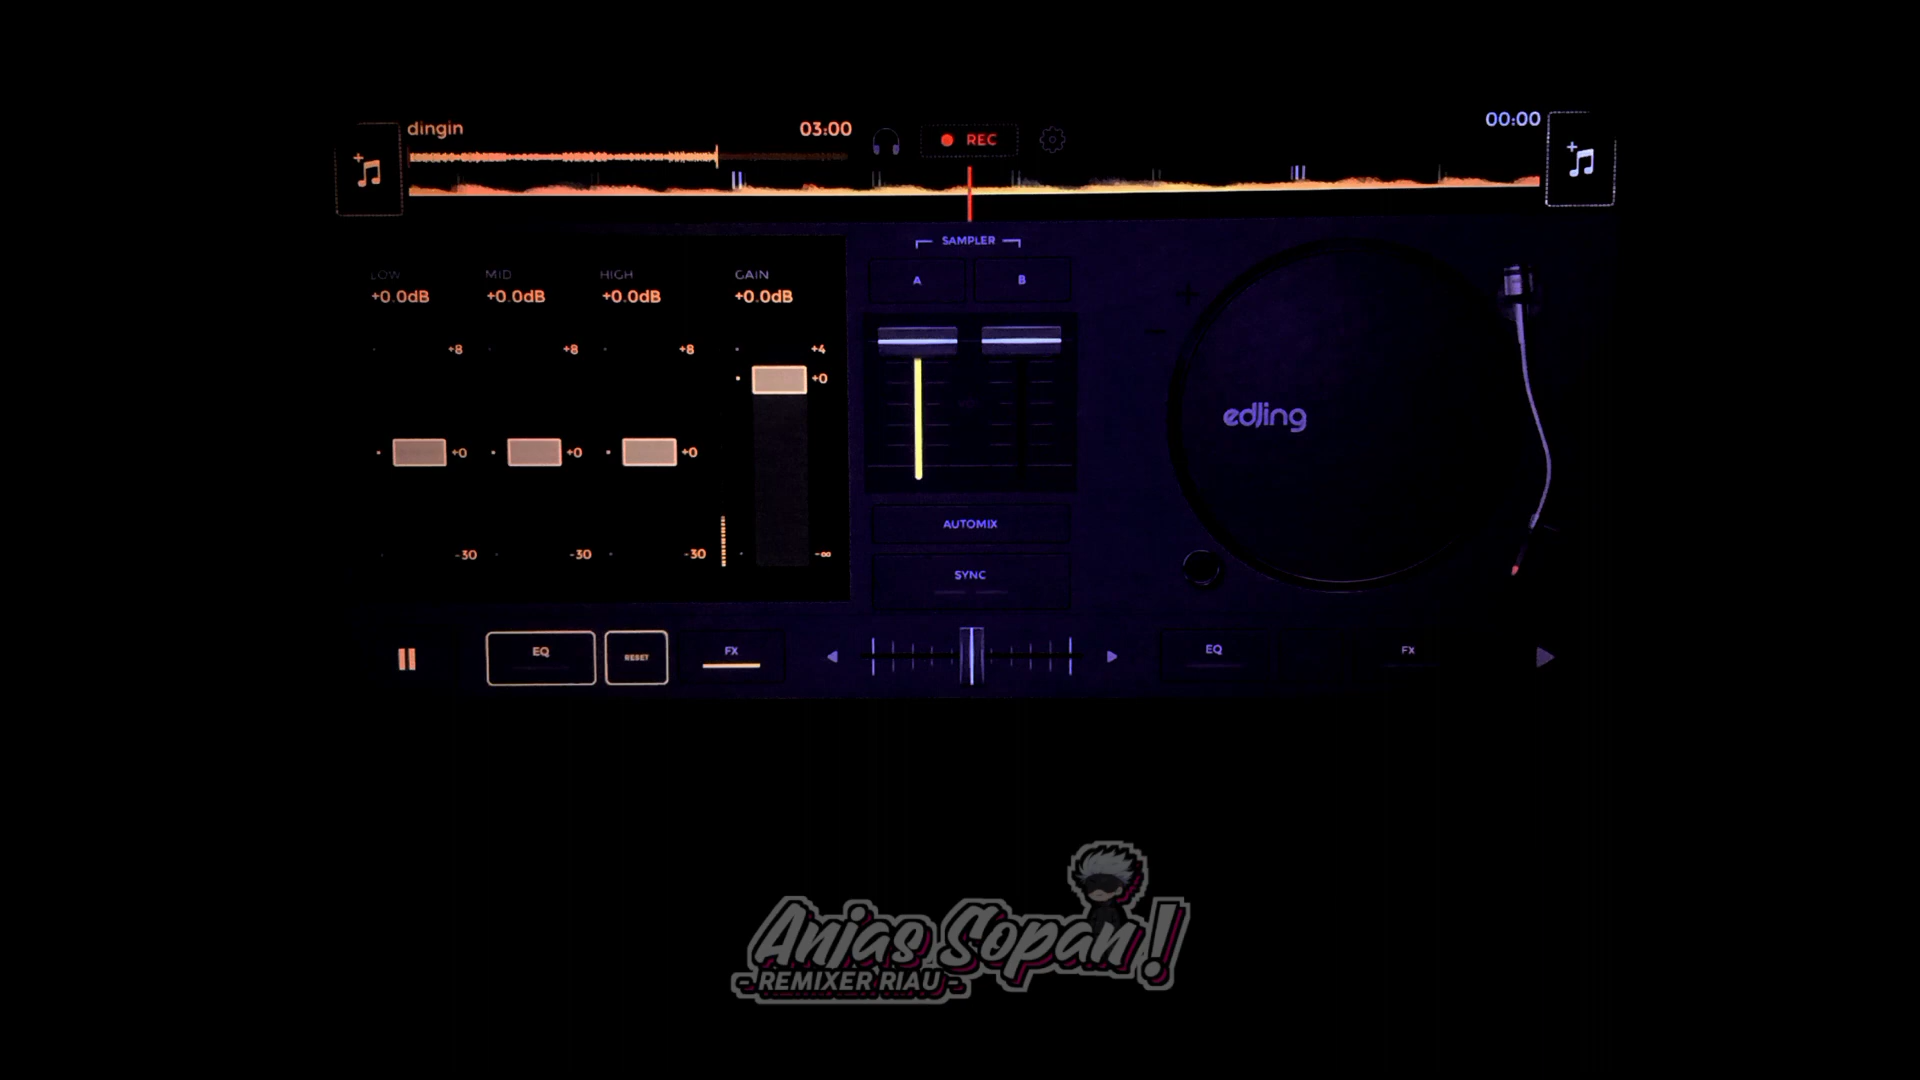 dingin
03:00
REC
00:00
SAMPLER
A
B
LOW
MID
HIGH
GAIN
+0.0dB
+0.0dB
+0.0dB
+0.0dB
+8
+8
+8
+4
+0
+0
+0
+0
-30
-30
-30
-∞
edjing
AUTOMIX
SYNC
EQ
RESET
FX
EQ
FX
Anjas Sopan!
- REMIXER RIAU -